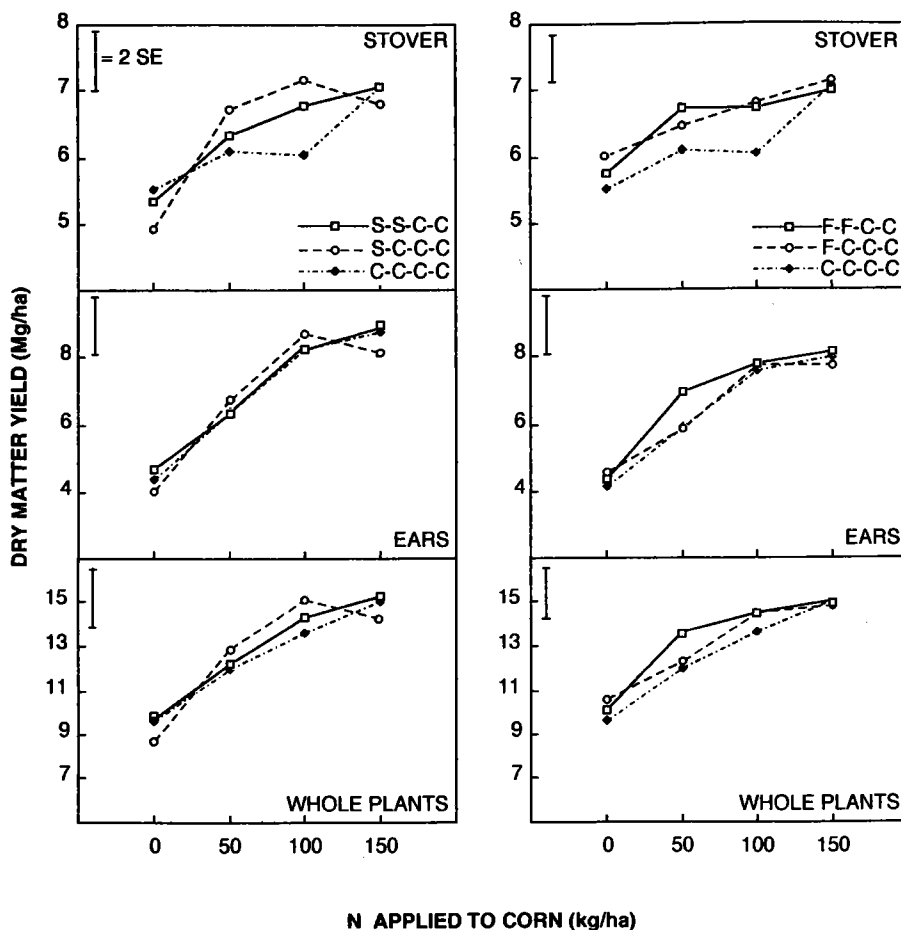 8
7
6
5
= 2 SE
STOVER
S-S-C-C
S-C-C-C
C-C-C-C
STOVER
8
7
6
5
F-F-C-C
F-C-C-C
C-C-C-C
DRY MATTER YIELD (Mg/ha)
8
6
4
EARS
8
6
4
EARS
15
13
11
9
7
WHOLE PLANTS
0 50 100 150
15
13
11
9
7
WHOLE PLANTS
0 50 100 150
N APPLIED TO CORN (kg/ha)